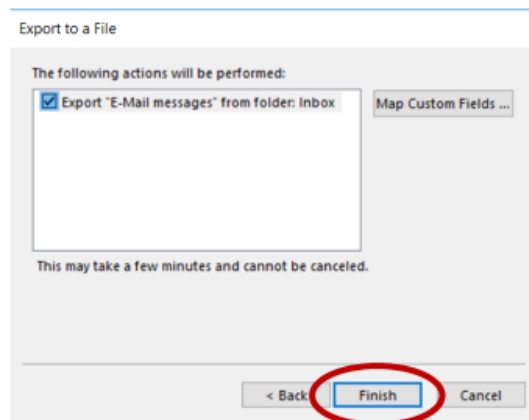 Export to a File
The following actions will be performed:
Export "E-Mail messages" from folder: Inbox
Map Custom Fields ...
This may take a few minutes and cannot be canceled.
< Back
Finish
Cancel